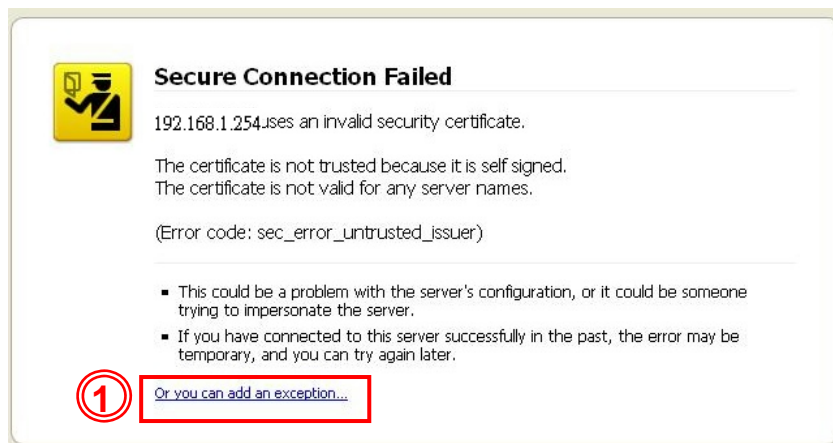 Secure Connection Failed
192.168.1.254 uses an invalid security certificate.
The certificate is not trusted because it is self signed.
The certificate is not valid for any server names.
(Error code: sec_error_untrusted_issuer)
▪ This could be a problem with the server's configuration, or it could be someone
trying to impersonate the server.
▪ If you have connected to this server successfully in the past, the error may be
temporary, and you can try again later.
1 Or you can add an exception...